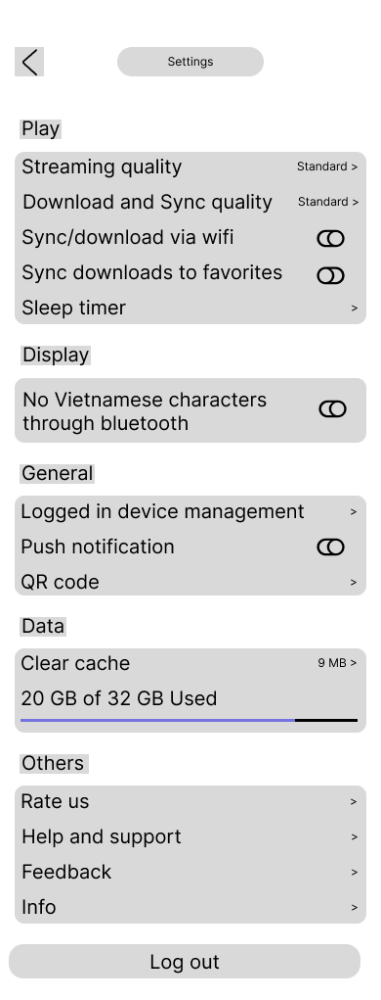 Settings
Play
Streaming quality Standard >
Download and Sync quality Standard >
Sync/download via wifi
Sync downloads to favorites
Sleep timer >
Display
No Vietnamese characters
through bluetooth
General
Logged in device management >
Push notification
QR code >
Data
Clear cache 9 MB >
20 GB of 32 GB Used
Others
Rate us >
Help and support >
Feedback >
Info >
Log out